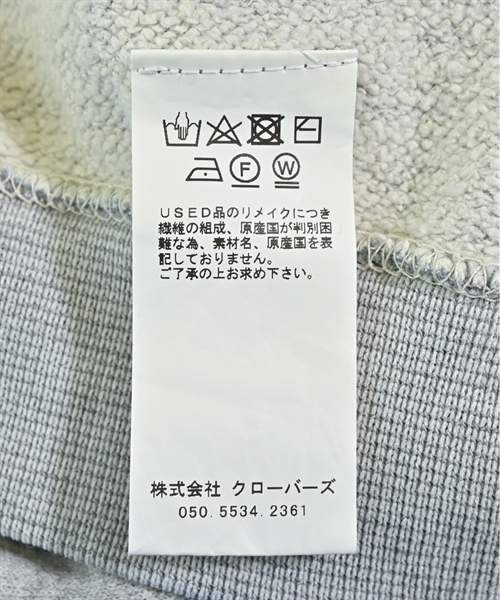 F W
USED品のリメイクにつき
繊維の組成、原産国が判別困
難な為、素材名、原産国を表
記しておりません。
ご了承の上お求め下さい。
株式会社 クローバーズ
050.5534.2361